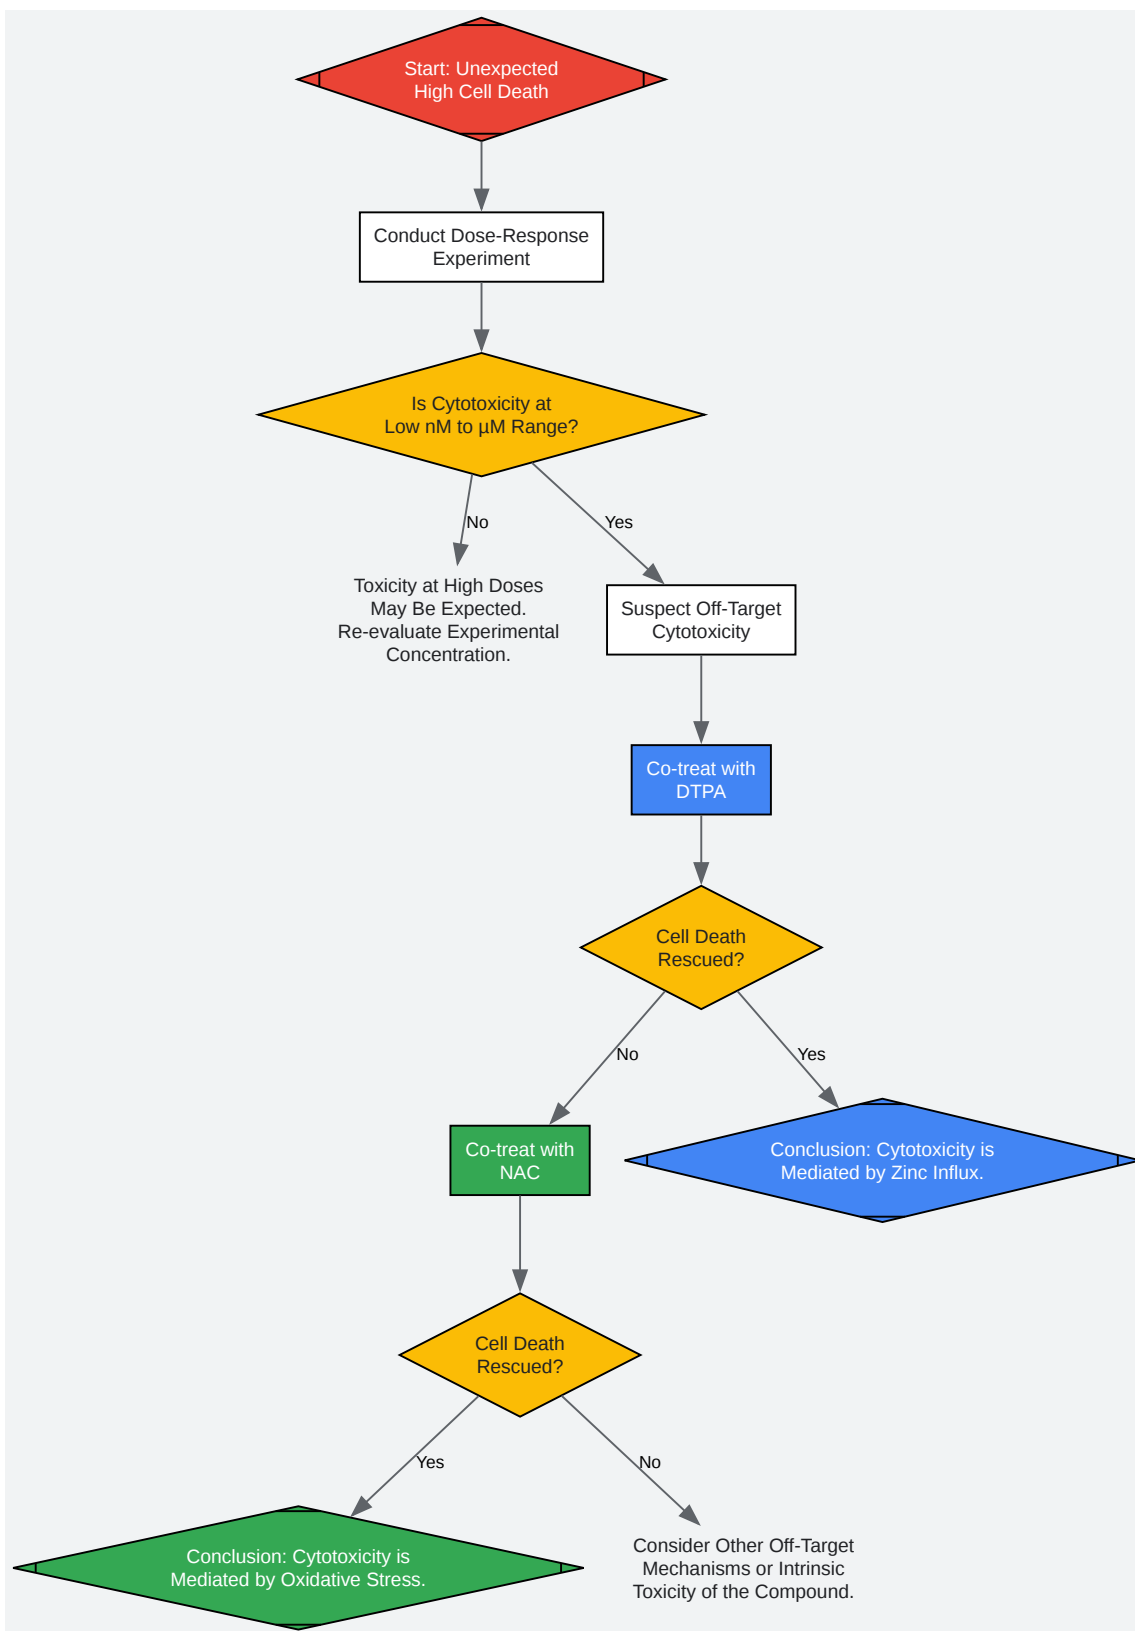 Start: Unexpected
High Cell Death
Conduct Dose-Response
Experiment
Is Cytotoxicity at
Low nM to µM Range?
No
Yes
Toxicity at High Doses
May Be Expected.
Re-evaluate Experimental
Concentration.
Suspect Off-Target
Cytotoxicity
Co-treat with
DTPA
Cell Death
Rescued?
No
Yes
Co-treat with
NAC
Conclusion: Cytotoxicity is
Mediated by Zinc Influx.
Cell Death
Rescued?
Yes
No
Conclusion: Cytotoxicity is
Mediated by Oxidative Stress.
Consider Other Off-Target
Mechanisms or Intrinsic
Toxicity of the Compound.